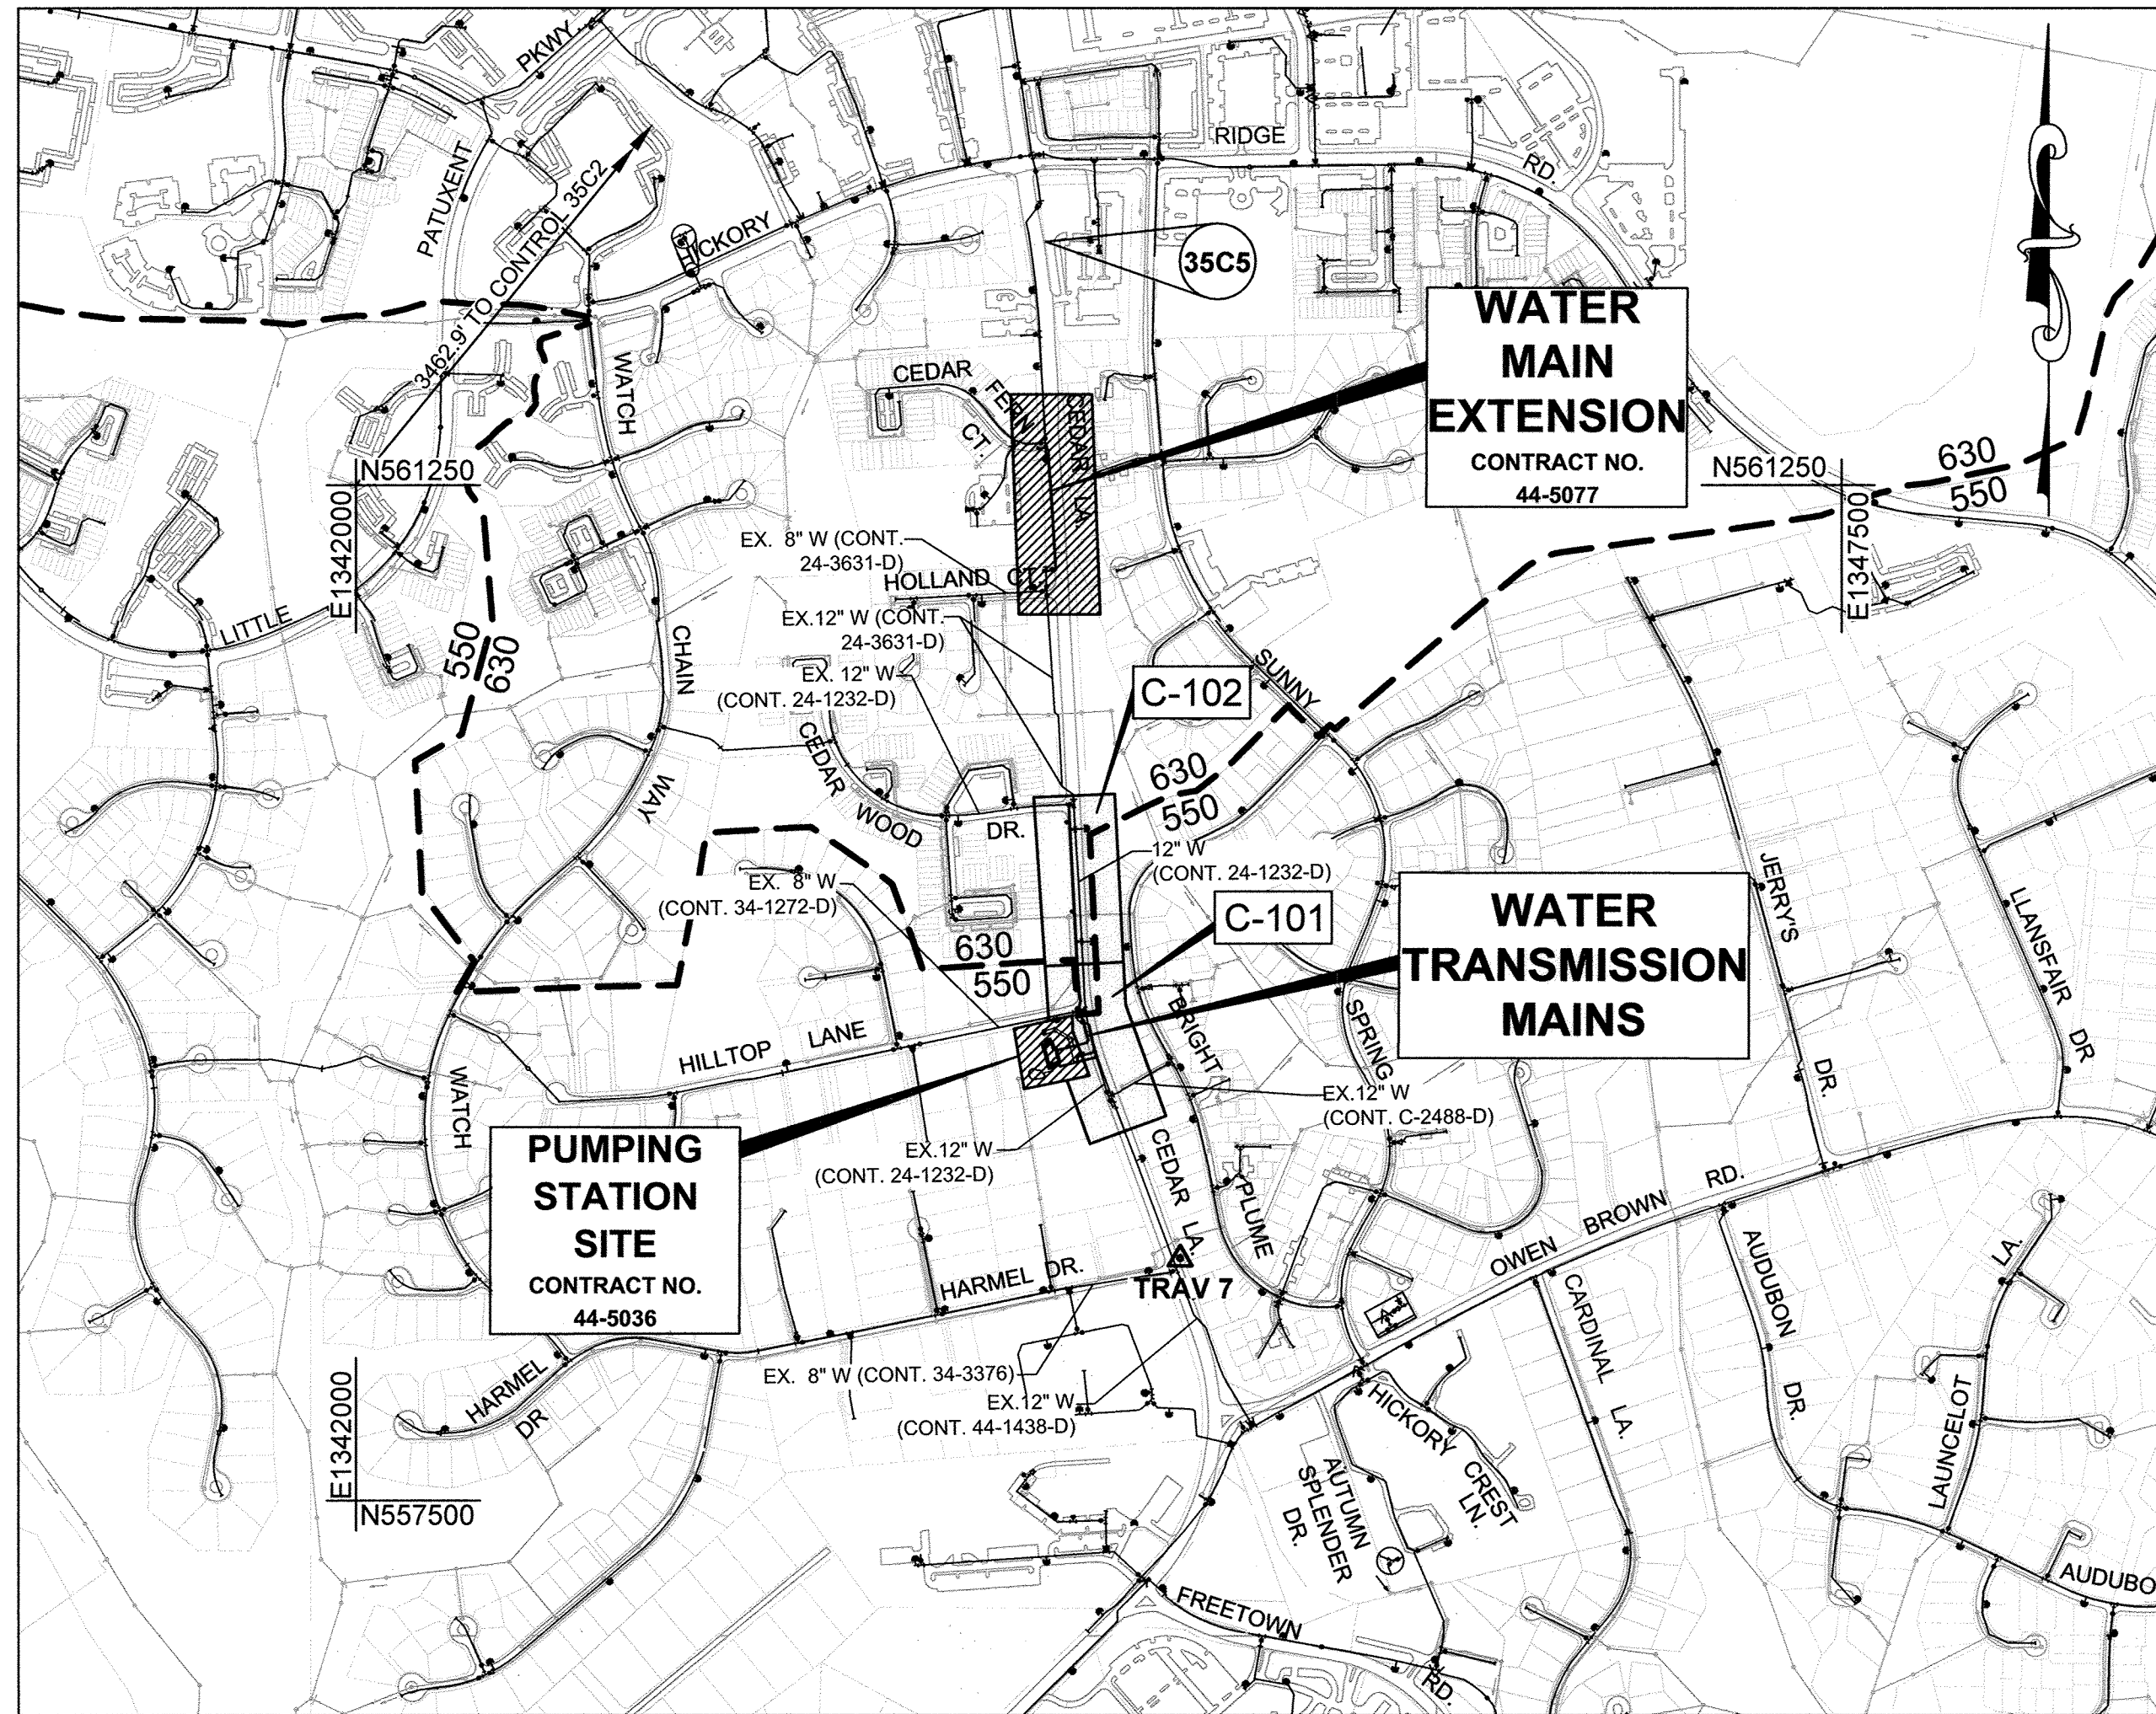 PKWY.
RIDGE
RD.
PATUXENT
3462.9' TO CONTROL 35C2
HICKORY
35C5
WATER
MAIN
EXTENSION
CONTRACT NO.
44-5077
WATCH
CEDAR
FERN
CT.
CEDAR LA.
N561250
E1342000
N561250
E1347500
630
550
EX. 8" W (CONT.
24-3631-D)
HOLLAND CT.
EX.12" W (CONT.
24-3631-D)
LITTLE
550
630
CHAIN
EX. 12" W
(CONT. 24-1232-D)
SUNNY
C-102
CEDAR
WOOD
DR.
WAY
630
550
12" W
(CONT. 24-1232-D)
EX. 8" W
(CONT. 34-1272-D)
C-101
WATER
TRANSMISSION
MAINS
JERRY'S
DR.
LLANSFAIR
DR
630
550
BRIGHT
SPRING
HILLTOP LANE
WATCH
EX.12" W
(CONT. C-2488-D)
PUMPING
STATION
SITE
CONTRACT NO.
44-5036
EX.12" W
(CONT. 24-1232-D)
CEDAR LA.
PLUME
OWEN BROWN RD.
HARMEL DR.
TRAV 7
AUDUBON
DR.
LA.
LAUNCELOT
CARDINAL
LA.
EX. 8" W (CONT. 34-3376)
EX.12" W
(CONT. 44-1438-D)
HARMEL
DR
E1342000
N557500
HICKORY
CREST
LN.
AUTUMN
SPLENDER
DR.
FREETOWN
RD.
AUDUBO